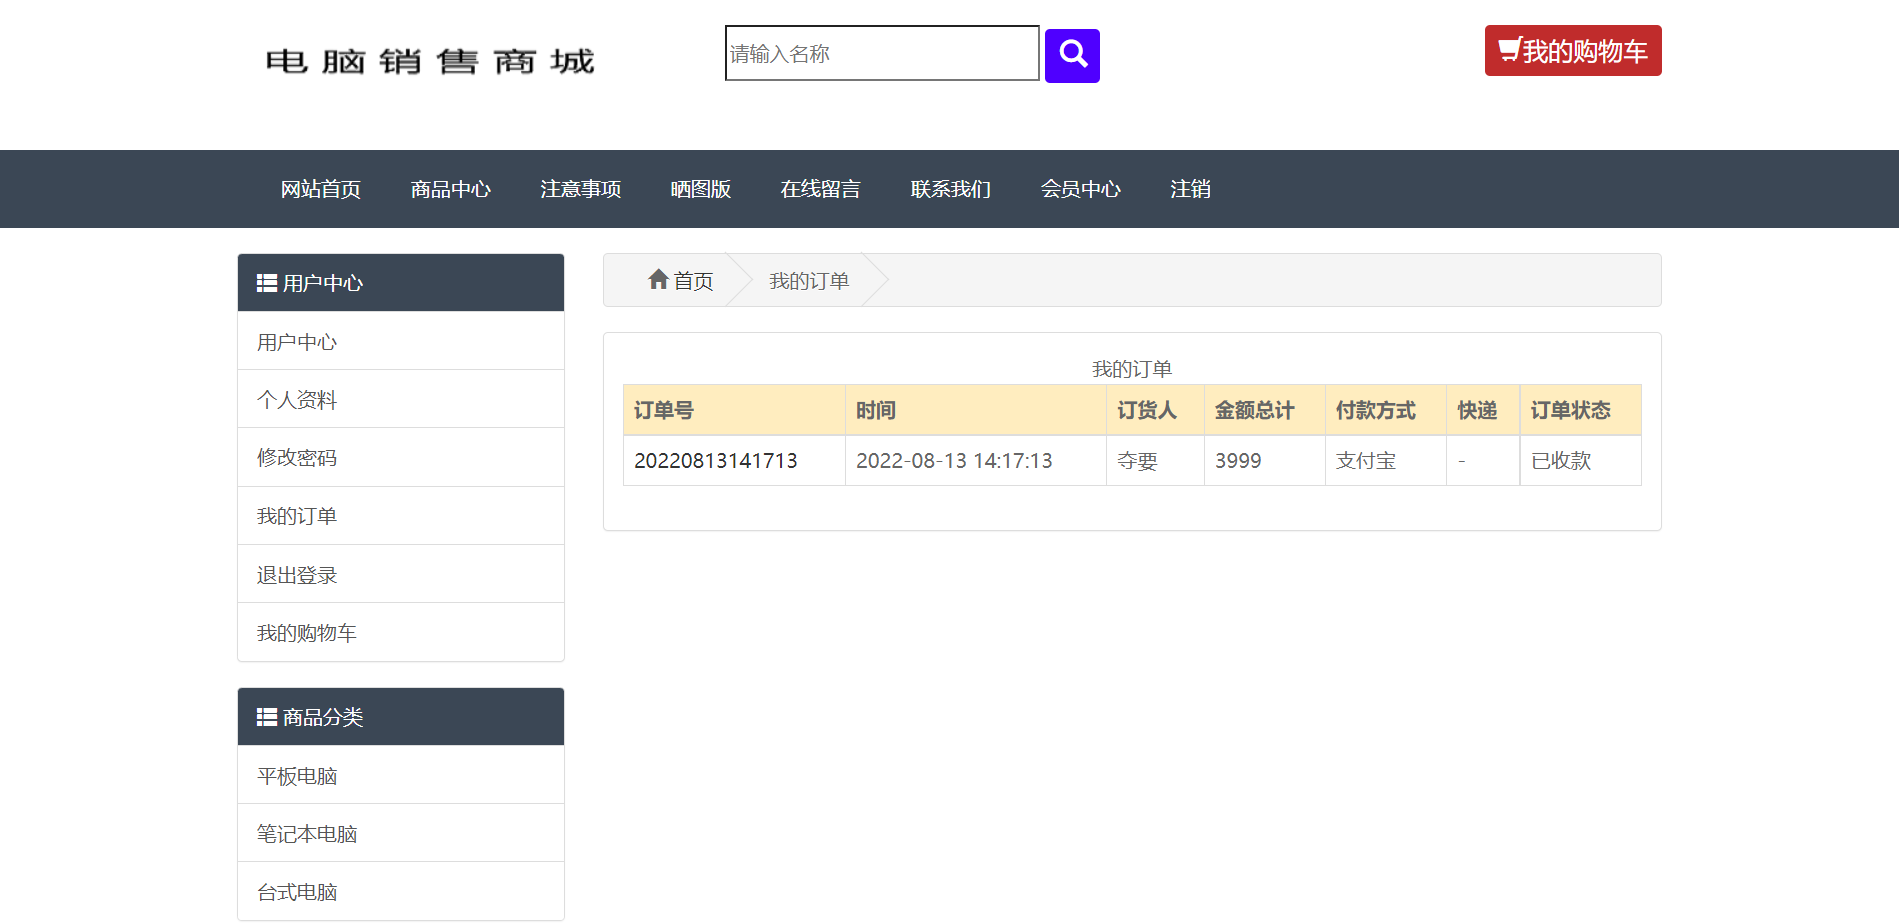 电脑销售商城
请输入名称
我的购物车
网站首页 商品中心 注意事项 晒图版 在线留言 联系我们 会员中心 注销
用户中心
用户中心
个人资料
修改密码
我的订单
退出登录
我的购物车
商品分类
平板电脑
笔记本电脑
台式电脑
首页 我的订单
我的订单
订单号 时间 订货人 金额总计 付款方式 快递 订单状态
20220813141713 2022-08-13 14:17:13 夺要 3999 支付宝 - 已收款